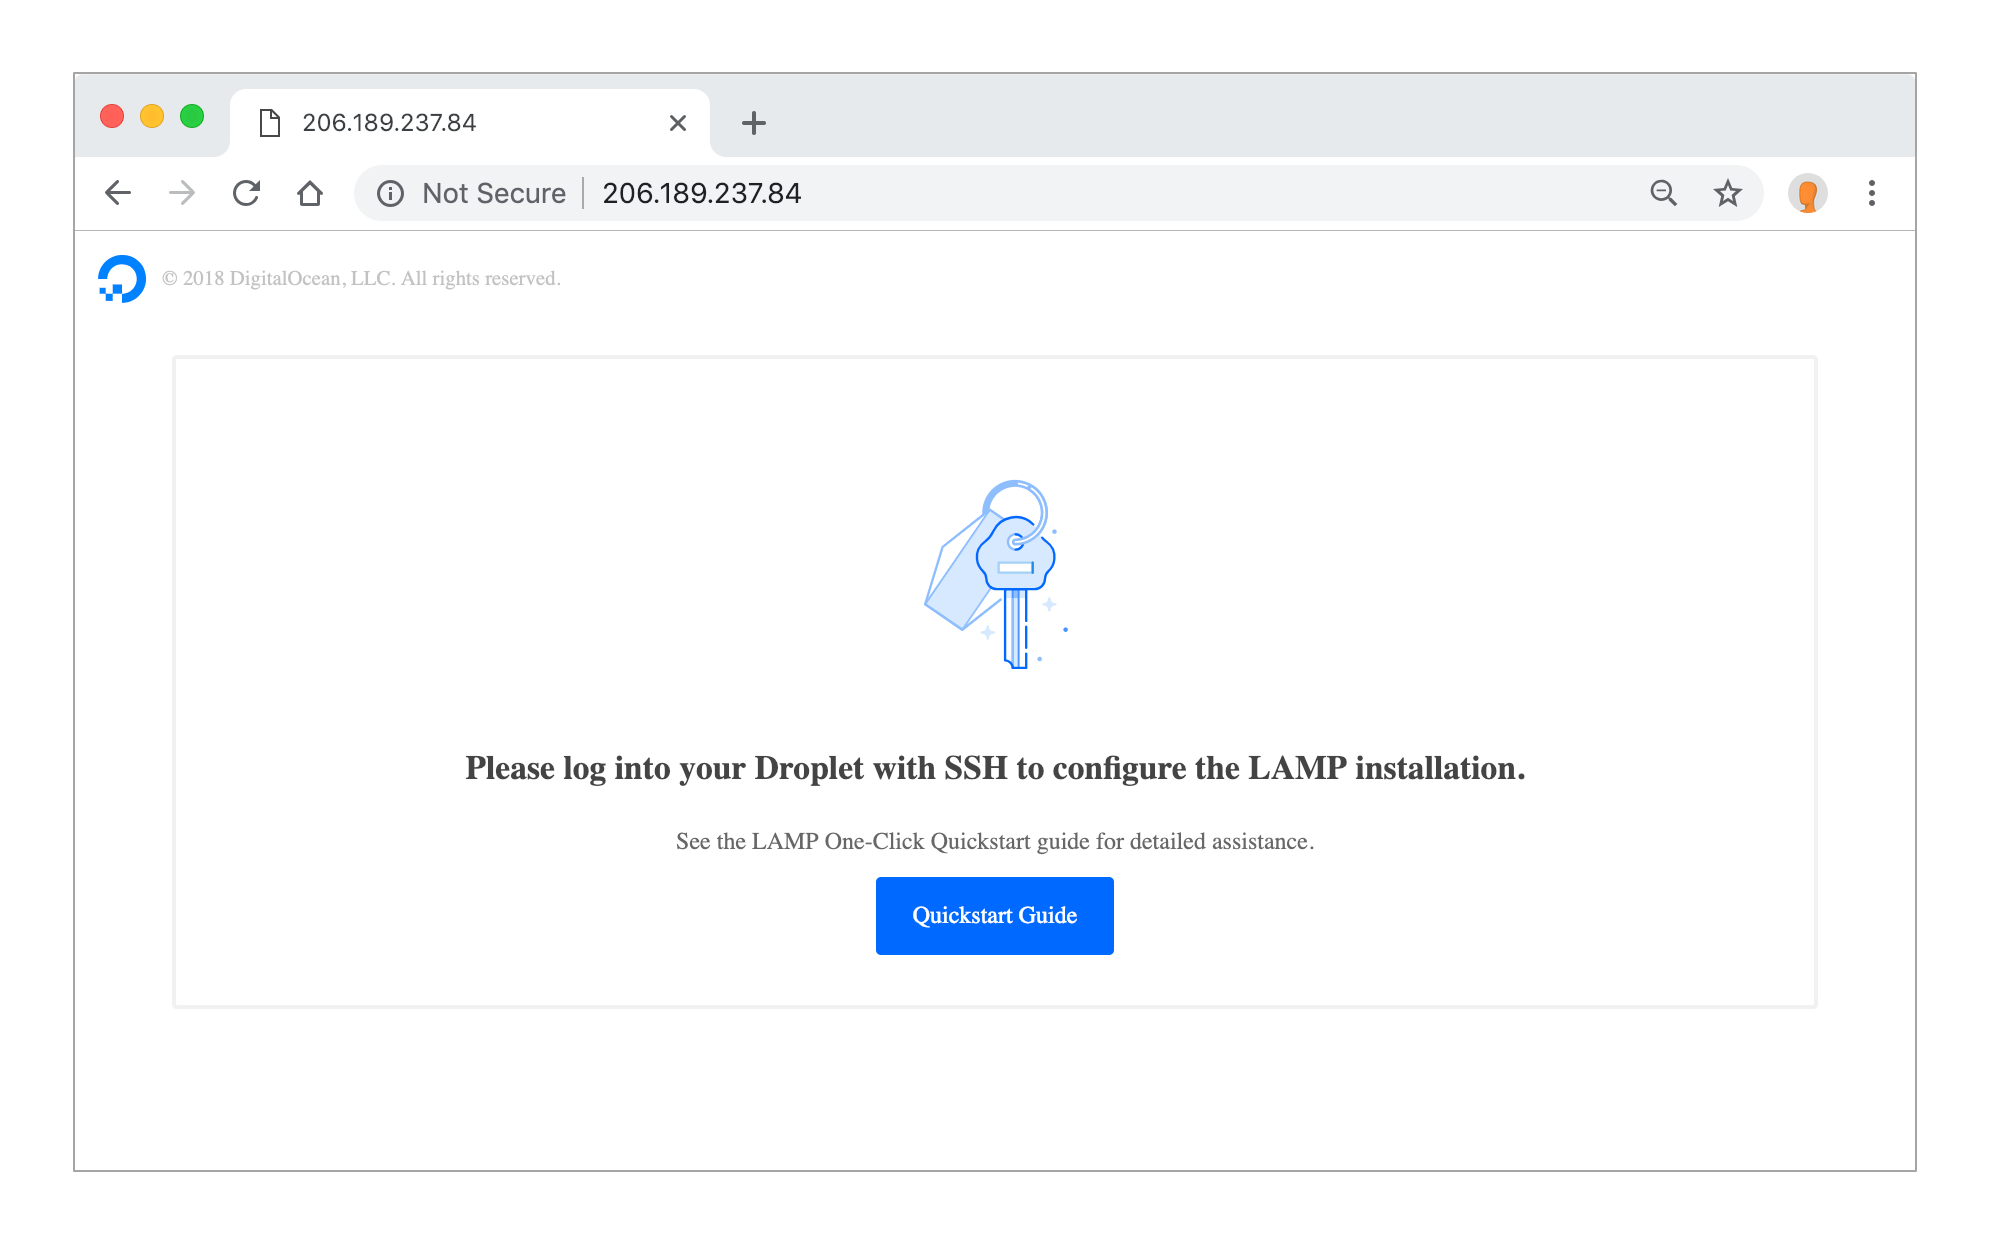 206.189.237.84
Not Secure 206.189.237.84
© 2018 DigitalOcean, LLC. All rights reserved.
Please log into your Droplet with SSH to configure the LAMP installation.
See the LAMP One-Click Quickstart guide for detailed assistance.
Quickstart Guide